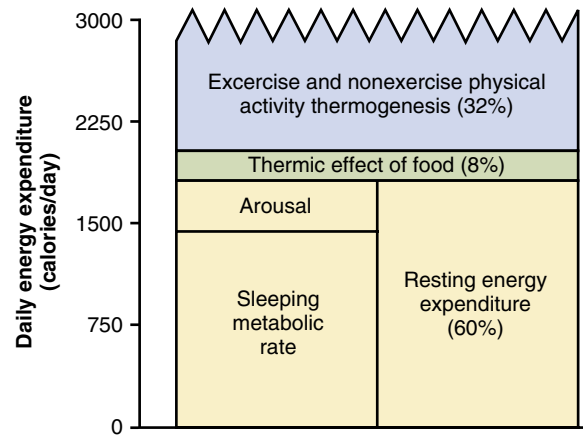 Daily energy expenditure
(calories/day)
3000
2250
1500
750
0
Excercise and nonexercise physical
activity thermogenesis (32%)
Thermic effect of food (8%)
Arousal
Sleeping
metabolic
rate
Resting energy
expenditure
(60%)